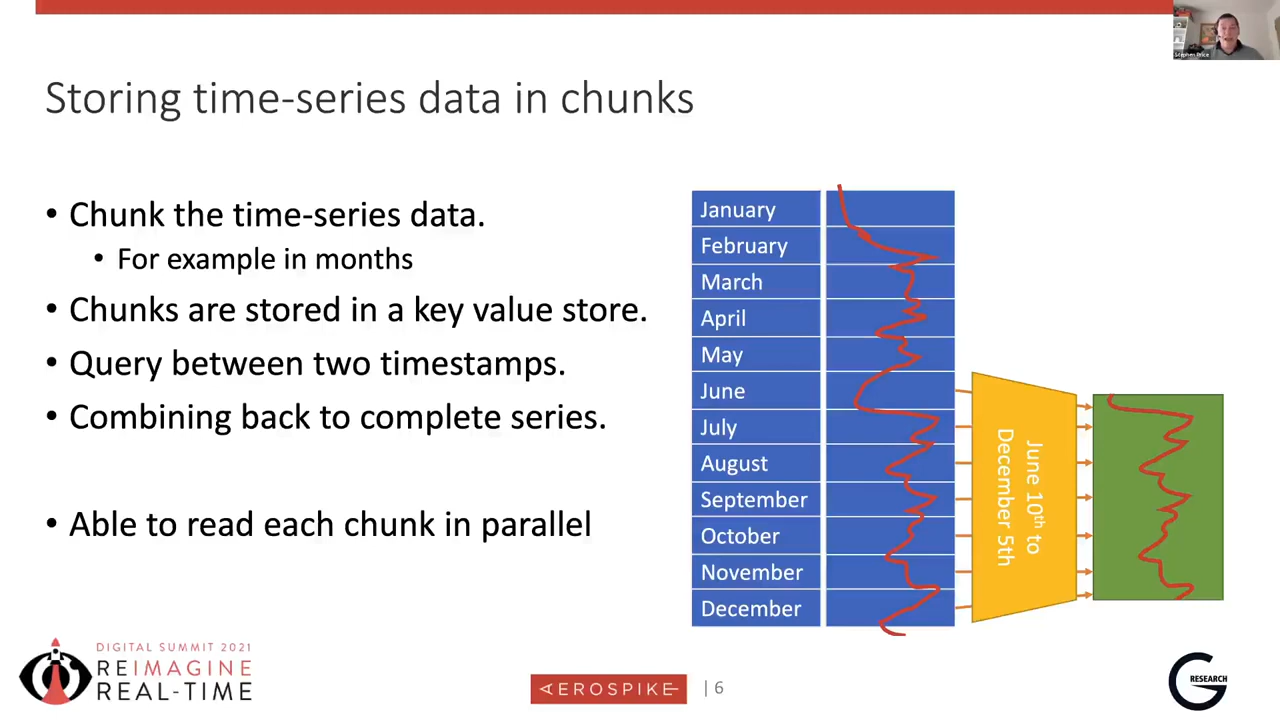 Stephen Price
Storing time-series data in chunks
• Chunk the time-series data.
• For example in months
• Chunks are stored in a key value store.
• Query between two timestamps.
• Combining back to complete series.
• Able to read each chunk in parallel
January
February
March
April
May
June
July
August
September
October
November
December
June 10th to
December 5th
DIGITAL SUMMIT 2021
REIMAGINE
REAL-TIME
AEROSPIKE
| 6
G RESEARCH